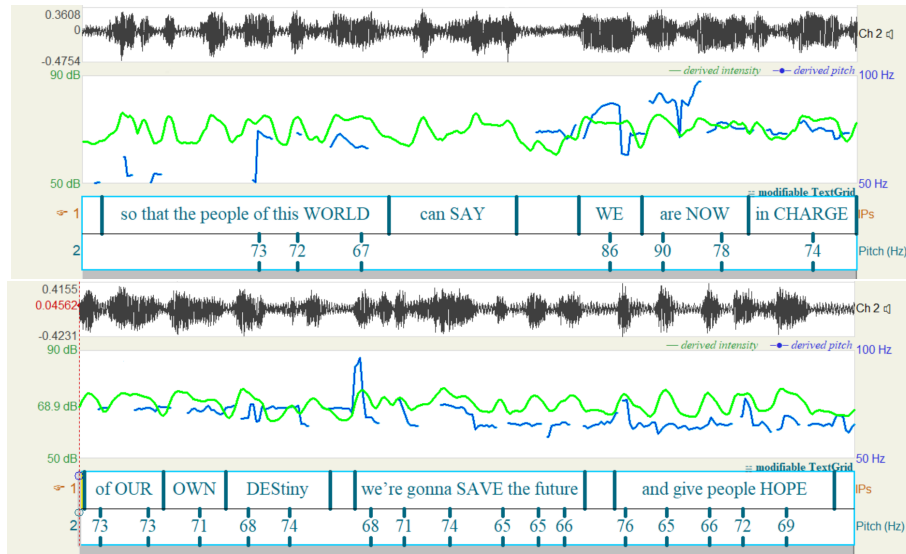 0.3608
0
-0.4754
Ch 2
90 dB
derived intensity
derived pitch
100 Hz
50 dB
50 Hz
modifiable TextGrid
1
so that the people of this WORLD
can SAY
WE
are NOW
in CHARGE
IPs
2
73
72
67
86
90
78
74
Pitch (Hz)
0.4155
0.04562
-0.4231
Ch 2
90 dB
derived intensity
derived pitch
100 Hz
68.9 dB
50 dB
50 Hz
modifiable TextGrid
1
of OUR
OWN
DEStiny
we're gonna SAVE the future
and give people HOPE
IPs
2
73
73
71
68
74
68
71
74
65
65
66
76
65
66
72
69
Pitch (Hz)